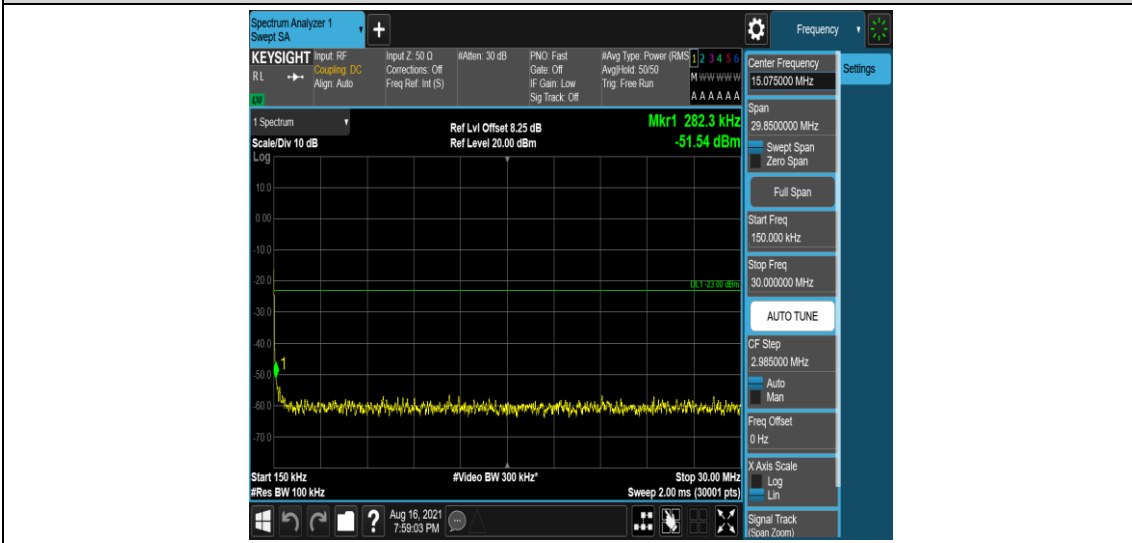 Spectrum Analyzer 1
Swept SA
+
Frequency
KEYSIGHT
RL
LXI
Input: RF
Coupling: DC
Align: Auto
Input Z: 50 Ω
Corrections: Off
Freq Ref: Int (S)
#Atten: 30 dB
PNO: Fast
Gate: Off
IF Gain: Low
Sig Track: Off
#Avg Type: Power (RMS
Avg|Hold: 50/50
Trig: Free Run
1 2 3 4 5 6
M W W W W W
A A A A A A
1 Spectrum
Scale/Div 10 dB
Log
Ref Lvl Offset 8.25 dB
Ref Level 20.00 dBm
Mkr1 282.3 kHz
-51.54 dBm
10.0
0.00
-10.0
-20.0
DL1 -23.00 dBm
-30.0
-40.0
1
-50.0
-60.0
-70.0
Start 150 kHz
#Res BW 100 kHz
#Video BW 300 kHz*
Stop 30.00 MHz
Sweep 2.00 ms (30001 pts)
Center Frequency
15.075000 MHz
Settings
Span
29.8500000 MHz
Swept Span
Zero Span
Full Span
Start Freq
150.000 kHz
Stop Freq
30.000000 MHz
AUTO TUNE
CF Step
2.985000 MHz
Auto
Man
Freq Offset
0 Hz
X Axis Scale
Log
Lin
Signal Track
(Span Zoom)
?
Aug 16, 2021
7:59:03 PM